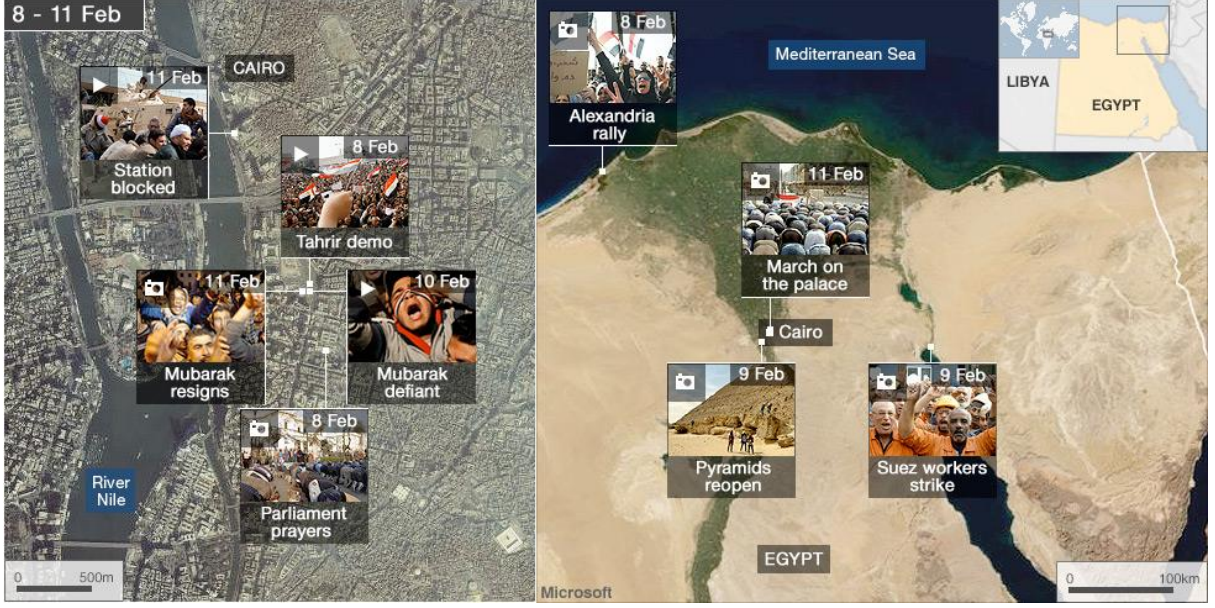 8 - 11 Feb
CAIRO
11 Feb
Station
blocked
8 Feb
Tahrir demo
11 Feb
Mubarak
resigns
10 Feb
Mubarak
defiant
8 Feb
Parliament
prayers
River
Nile
0 500m
8 Feb
Alexandria
rally
Mediterranean Sea
LIBYA
EGYPT
11 Feb
March on
the palace
Cairo
9 Feb
Pyramids
reopen
9 Feb
Suez workers
strike
EGYPT
Microsoft
0 100km